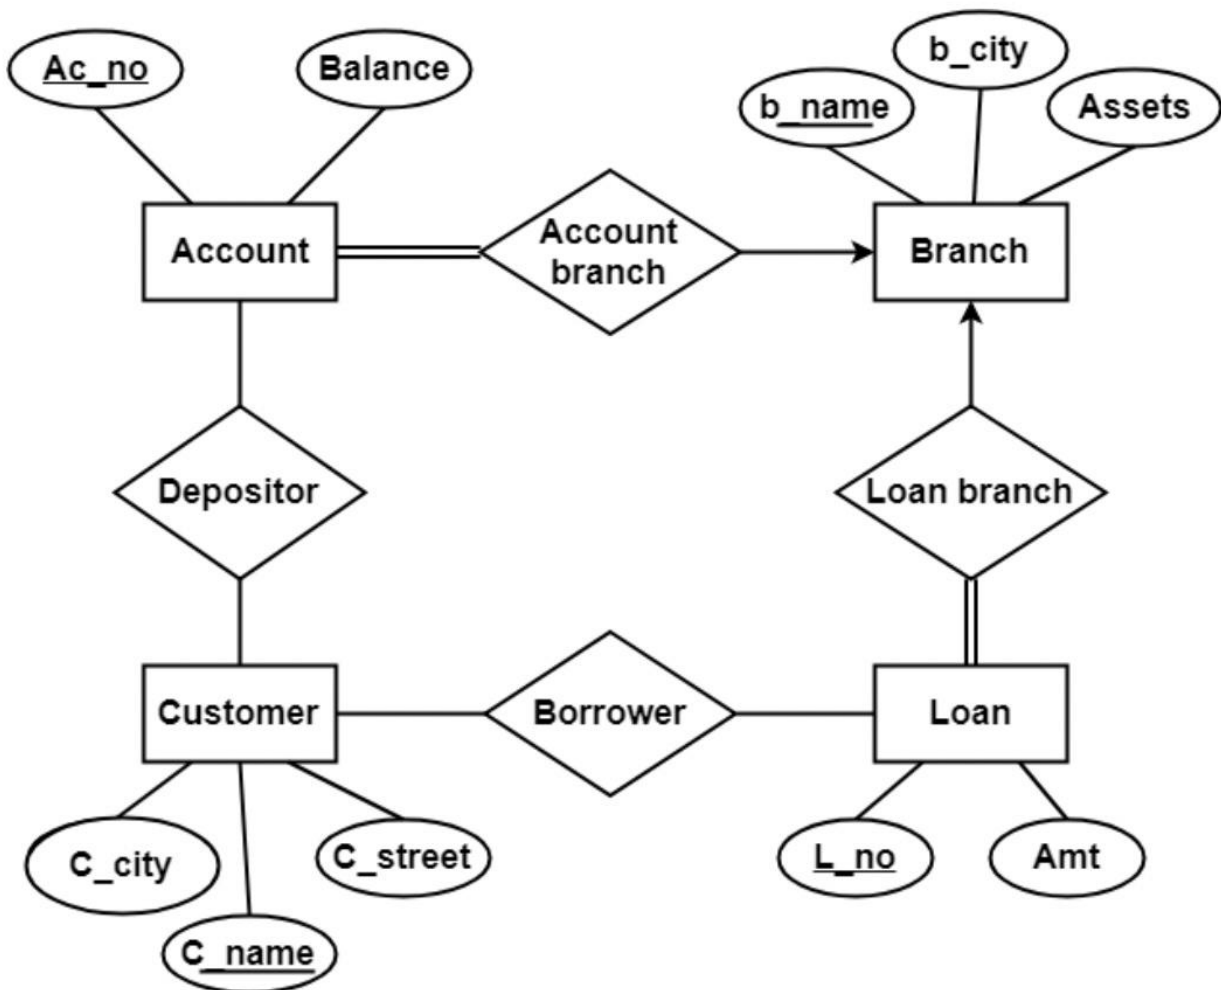 Ac_no
Balance
b_city
b_name
Assets
Account
Account
branch
Branch
Depositor
Loan branch
Customer
Borrower
Loan
C_city
C_street
L_no
Amt
C_name